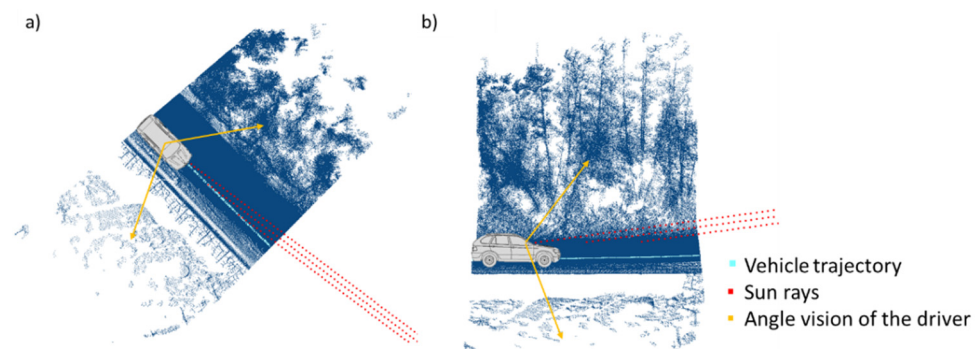 a)
b)
Vehicle trajectory
Sun rays
Angle vision of the driver